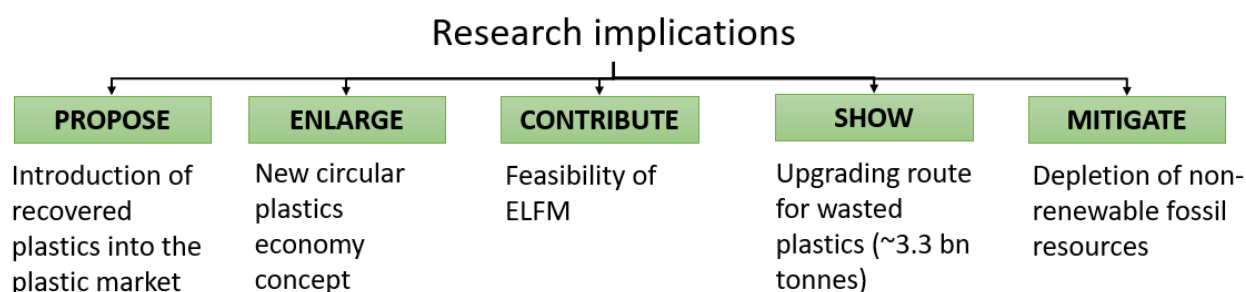 Research implications
PROPOSE
Introduction of
recovered
plastics into the
plastic market
ENLARGE
New circular
plastics
economy
concept
CONTRIBUTE
Feasibility of
ELFM
SHOW
Upgrading route
for wasted
plastics (~3.3 bn
tonnes)
MITIGATE
Depletion of non-
renewable fossil
resources